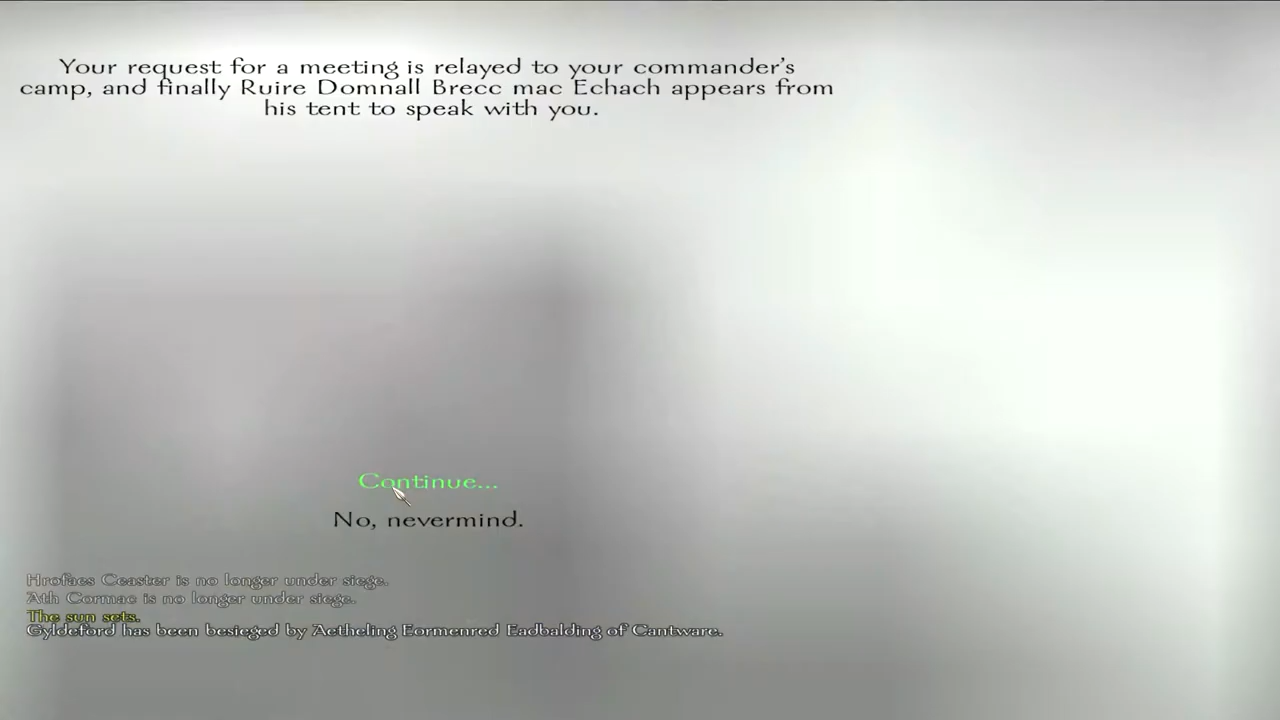 Your request for a meeting is relayed to your commander's
camp, and finally Ruire Domnall Brecc mac Echach appears from
his tent to speak with you.
Continue...
No, nevermind.
Hrofaes Ceaster is no longer under siege.
Ath Cormac is no longer under siege.
The sun sets.
Gyldeford has been besieged by Aetheling Eormenred Eadbalding of Cantware.